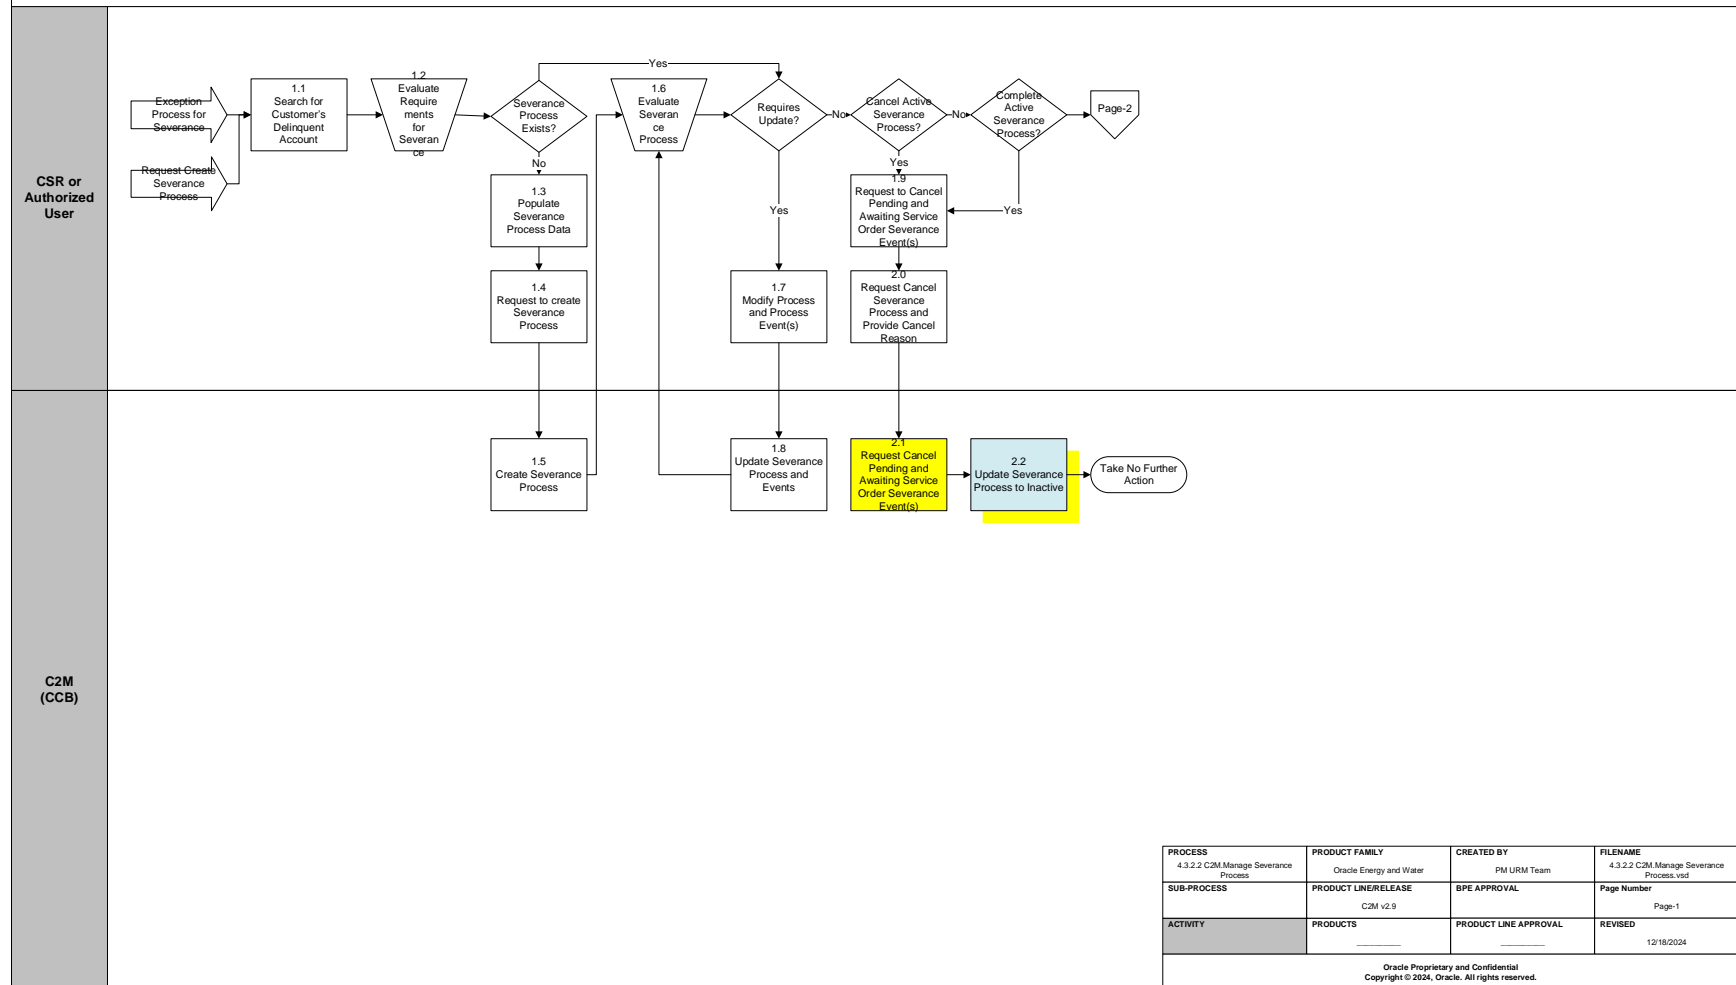 CSR or
Authorized
User
Exception
Process for
Severance
Request Create
Severance
Process
1.1
Search for
Customer's
Delinquent
Account
1.2
Evaluate
Require
ments
for
Severan
ce
Severance
Process
Exists?
Yes
No
1.3
Populate
Severance
Process Data
1.4
Request to create
Severance
Process
1.6
Evaluate
Severan
ce
Process
Requires
Update?
No
Yes
1.7
Modify Process
and Process
Event(s)
Cancel Active
Severance
Process?
No
Yes
1.9
Request to Cancel
Pending and
Awaiting Service
Order Severance
Event(s)
2.0
Request Cancel
Severance
Process and
Provide Cancel
Reason
Complete
Active
Severance
Process?
Yes
Page-2
C2M
(CCB)
1.5
Create Severance
Process
1.8
Update Severance
Process and
Events
2.1
Request Cancel
Pending and
Awaiting Service
Order Severance
Event(s)
2.2
Update Severance
Process to Inactive
Take No Further
Action
PROCESS
4.3.2.2 C2M.Manage Severance
Process
PRODUCT FAMILY
Oracle Energy and Water
CREATED BY
PM URM Team
FILENAME
4.3.2.2 C2M.Manage Severance
Process.vsd
SUB-PROCESS
PRODUCT LINE/RELEASE
C2M v2.9
BPE APPROVAL
Page Number
Page-1
ACTIVITY
PRODUCTS
___________
PRODUCT LINE APPROVAL
___________
REVISED
12/18/2024
Oracle Proprietary and Confidential
Copyright © 2024, Oracle. All rights reserved.